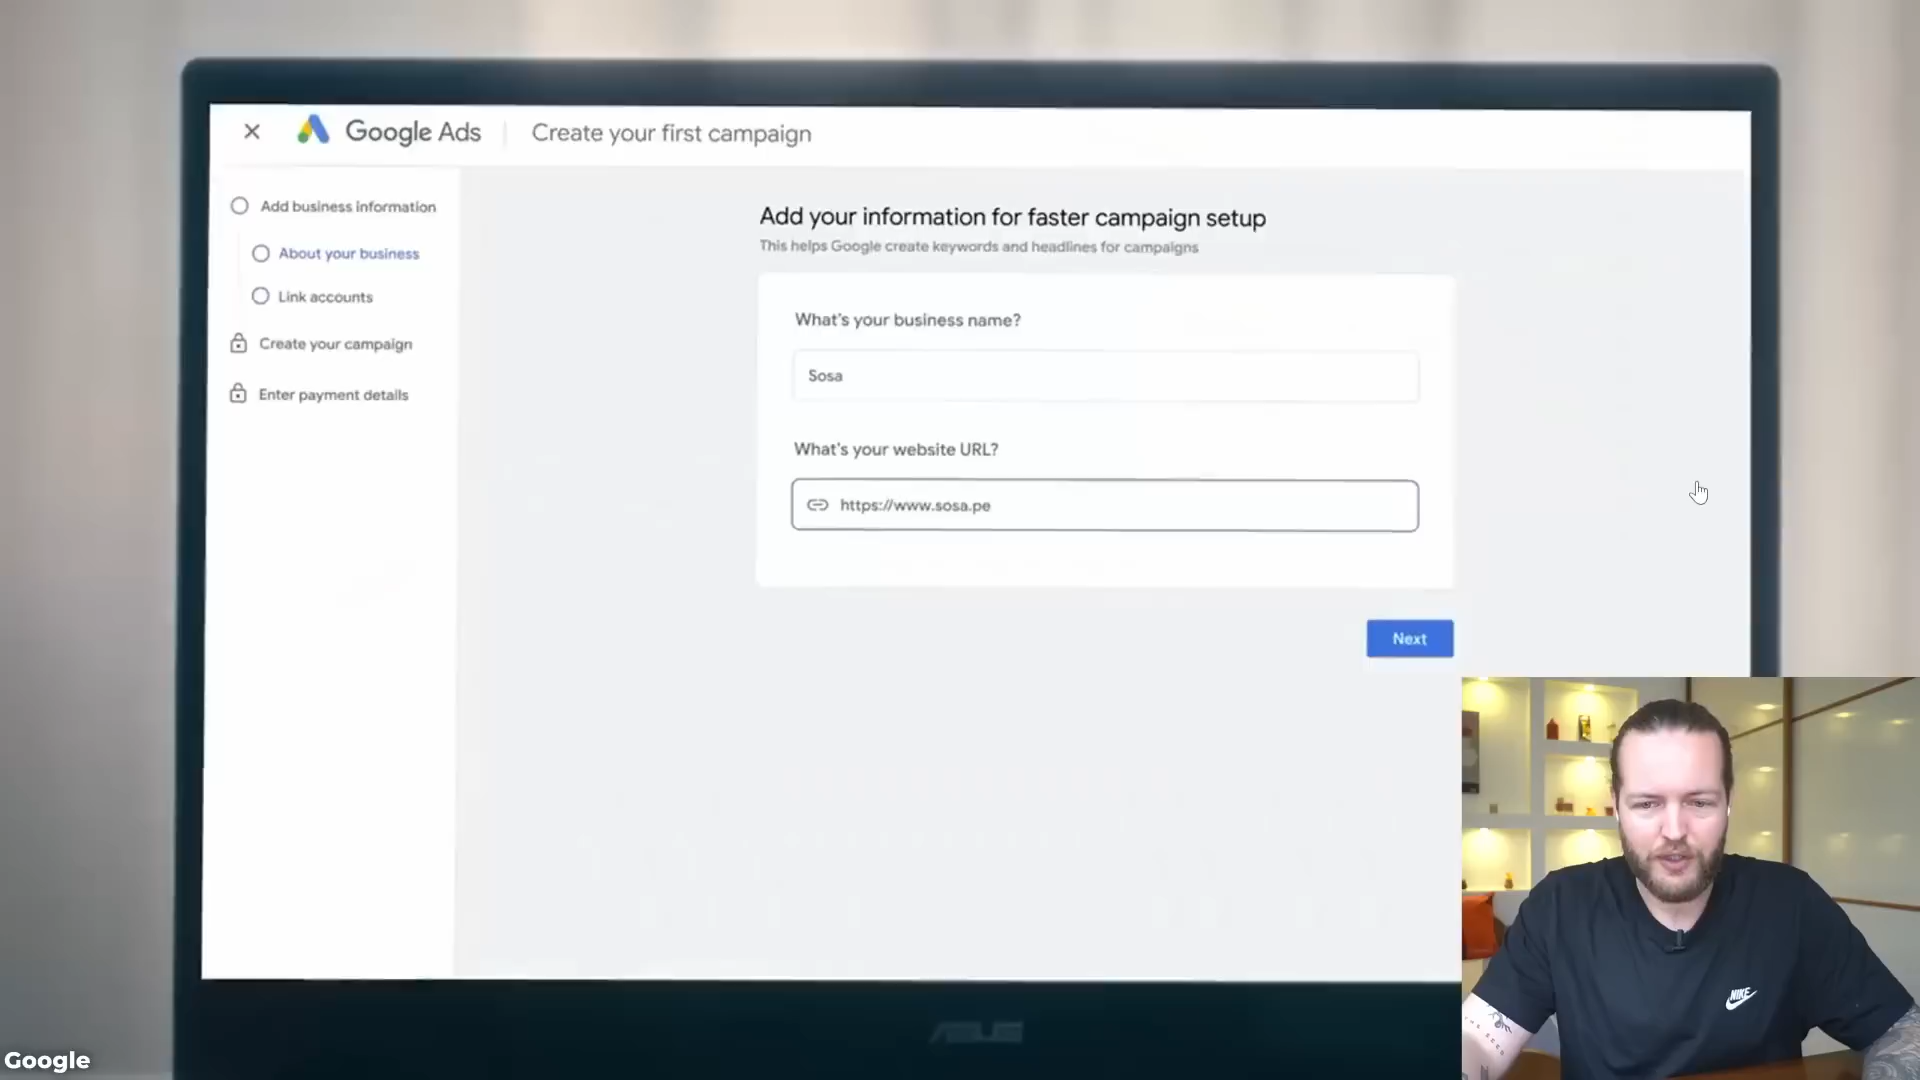 Google Ads
Create your first campaign
Add business information
About your business
Link accounts
Create your campaign
Enter payment details
Add your information for faster campaign setup
This helps Google create keywords and headlines for campaigns
What's your business name?
Sosa
What's your website URL?
https://www.sosa.pe
Next
NIKE
ASUS
Google